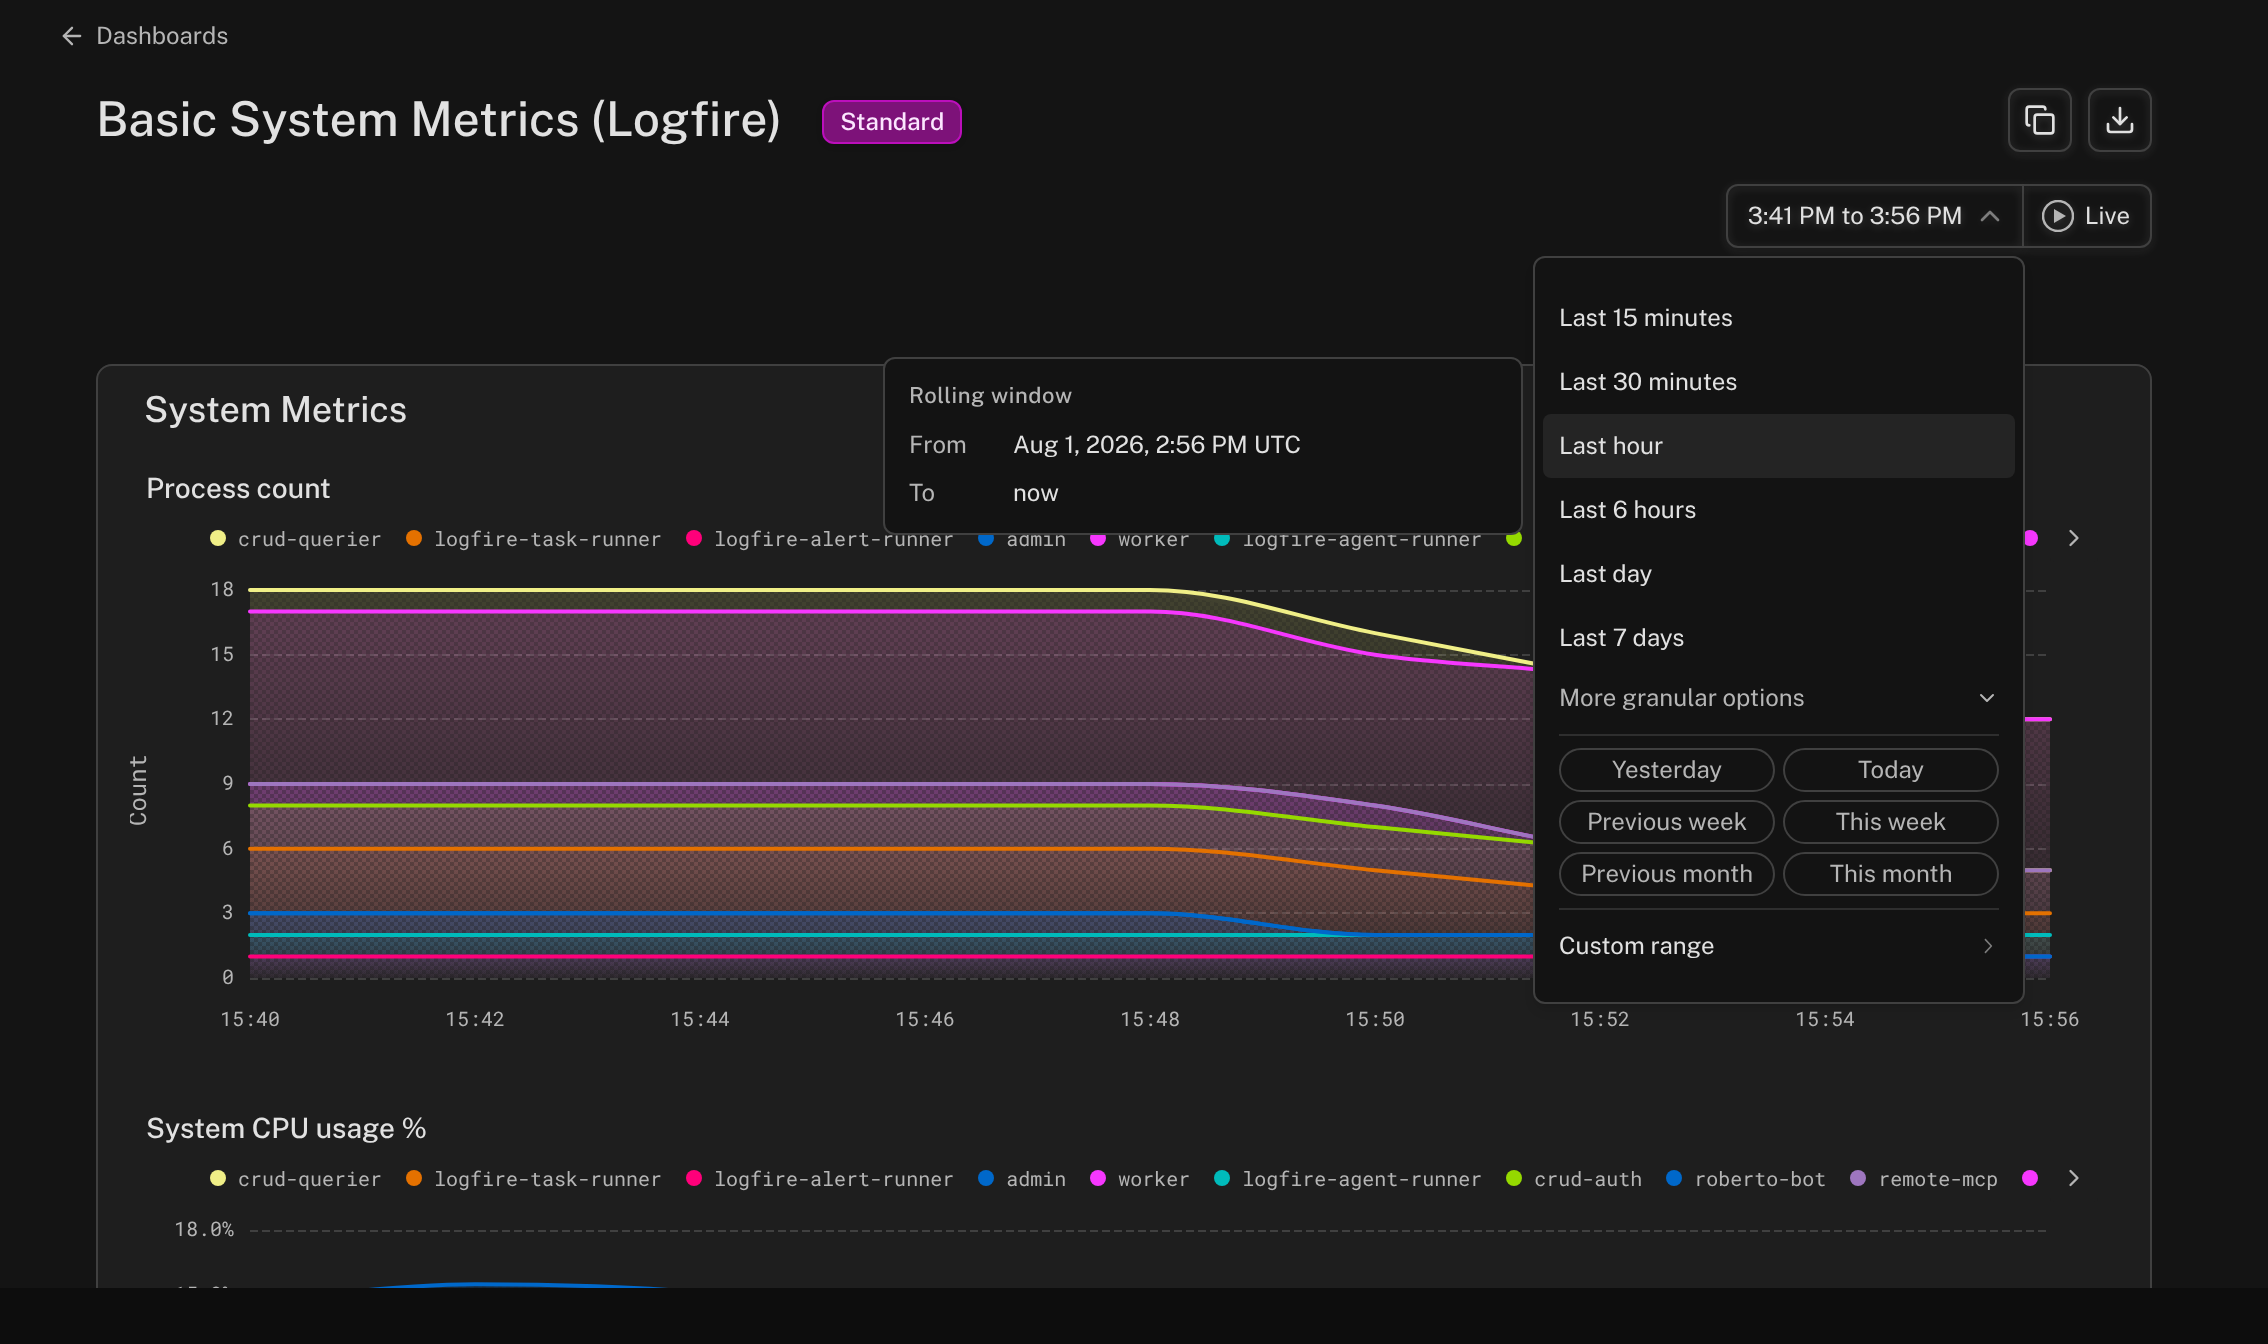 Dashboards
Basic System Metrics (Logfire)
Standard
3:41 PM to 3:56 PM
Live
Last 15 minutes
Last 30 minutes
Last hour
Last 6 hours
Last day
Last 7 days
More granular options
Yesterday Today
Previous week This week
Previous month This month
Custom range
Rolling window
From Aug 1, 2026, 2:56 PM UTC
To now
System Metrics
Process count
crud-querier logfire-task-runner logfire-alert-runner admin worker logfire-agent-runner
Count
18
15
12
9
6
3
0
15:40 15:42 15:44 15:46 15:48 15:50 15:52 15:54 15:56
System CPU usage %
crud-querier logfire-task-runner logfire-alert-runner admin worker logfire-agent-runner crud-auth roberto-bot remote-mcp
18.0%